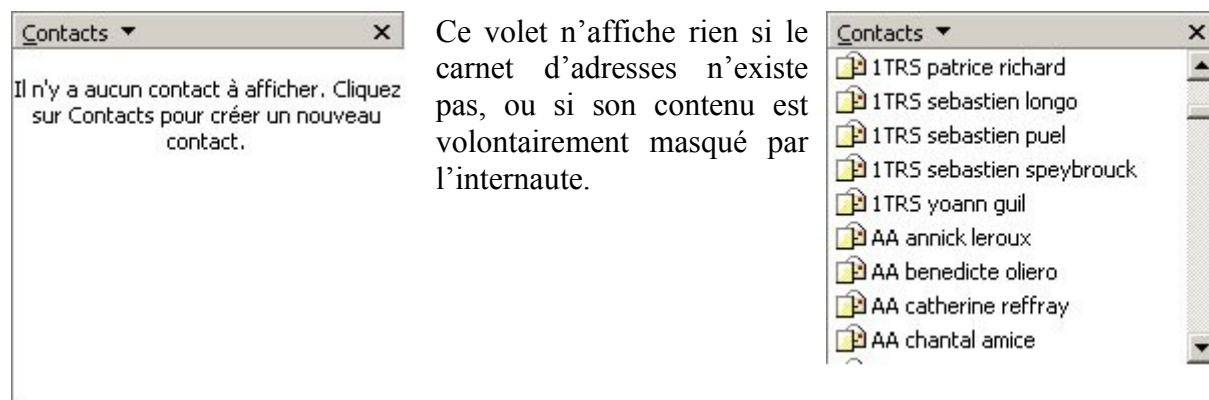 Contacts
Il n'y a aucun contact à afficher. Cliquez
sur Contacts pour créer un nouveau
contact.
Ce volet n’affiche rien si le
carnet d’adresses n’existe
pas, ou si son contenu est
volontairement masqué par
l’internaute.
Contacts
1TRS patrice richard
1TRS sebastien longo
1TRS sebastien puel
1TRS sebastien speybrouck
1TRS yoann guil
AA annick leroux
AA benedicte oliero
AA catherine reffray
AA chantal amice